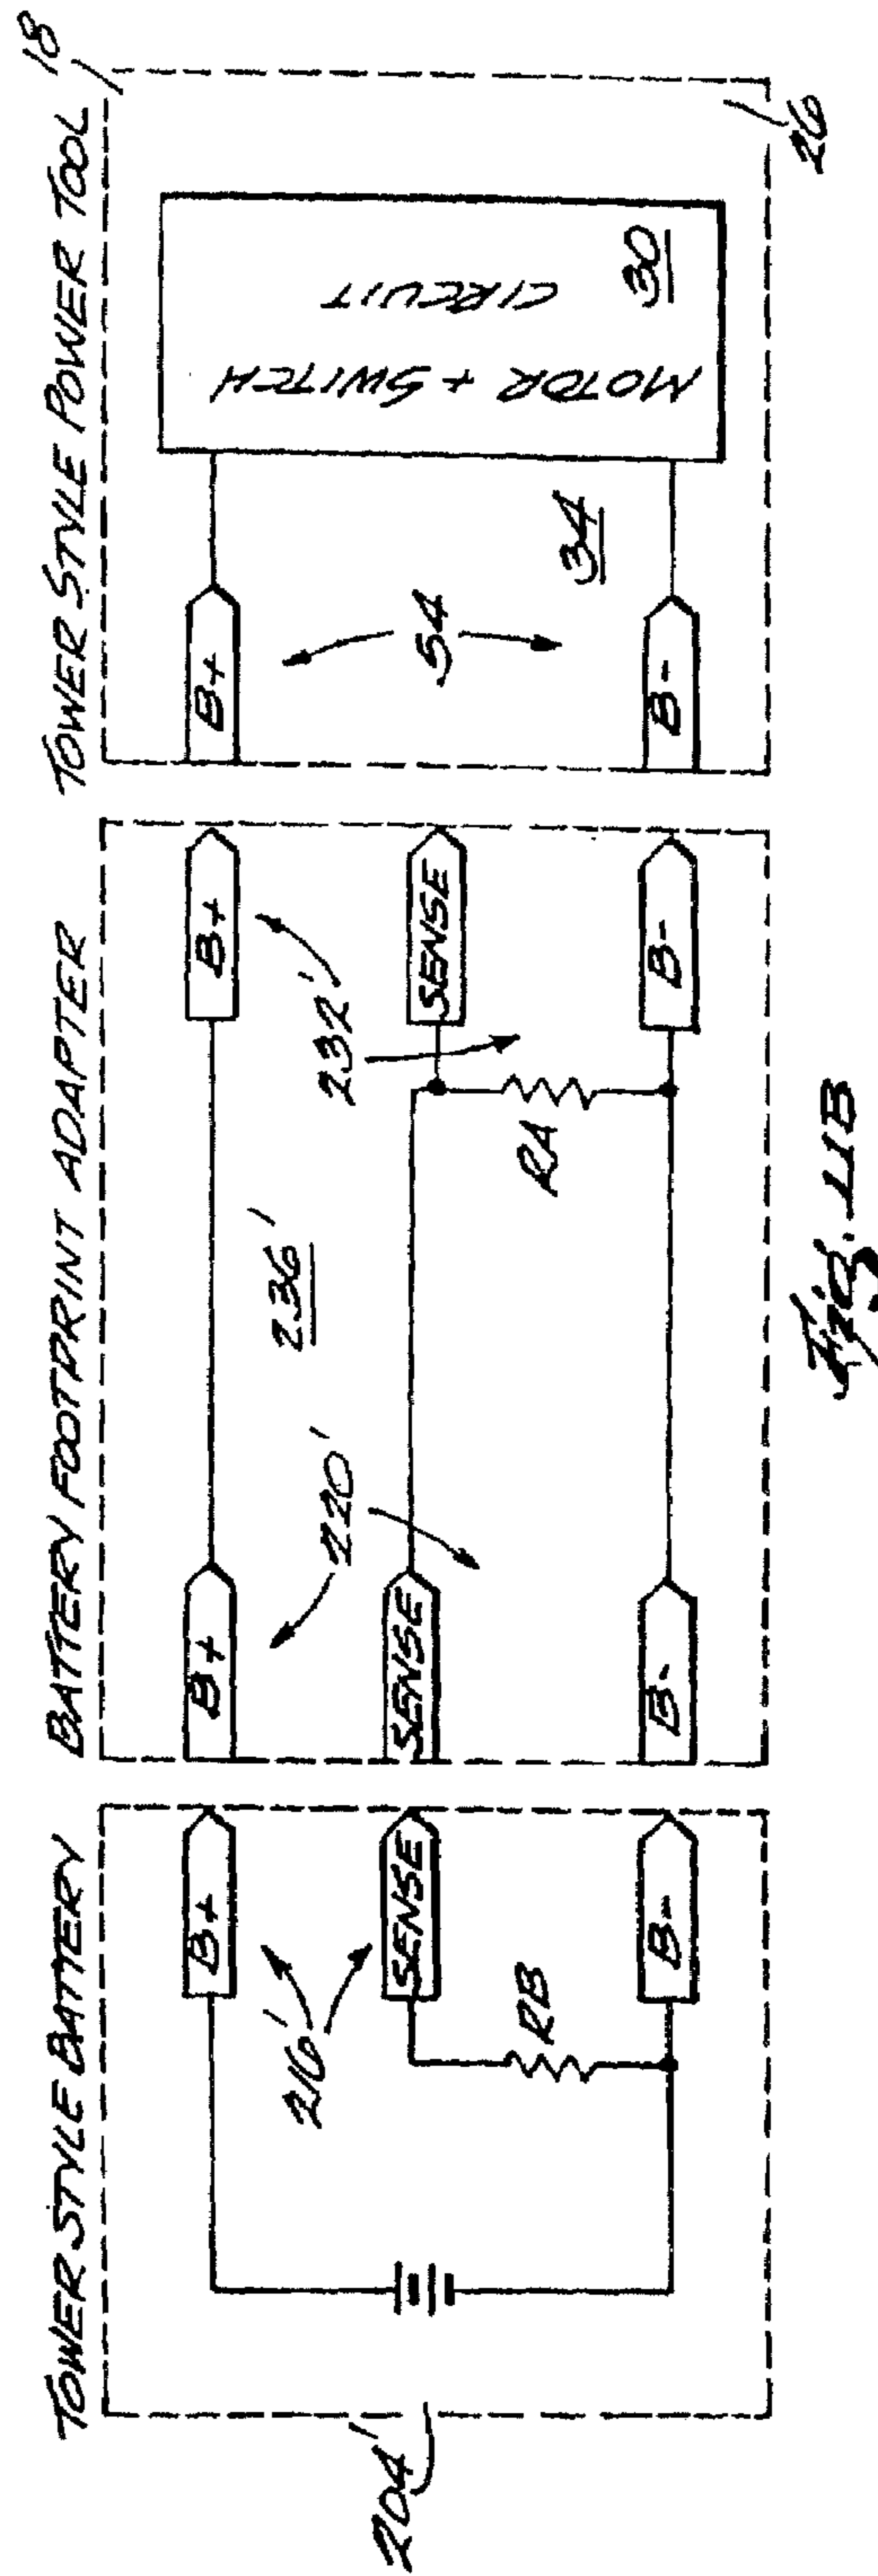 TOWER STYLE BATTERY
204'
B+
216'
SENSE
RB
B-
BATTERY FOOTPRINT ADAPTER
B+
220'
SENSE
B-
236'
B+
232'
SENSE
RA
B-
TOWER STYLE POWER TOOL
18
B+
54
B-
34
MOTOR + SWITCH
CIRCUIT
30
26
Fig. 11B